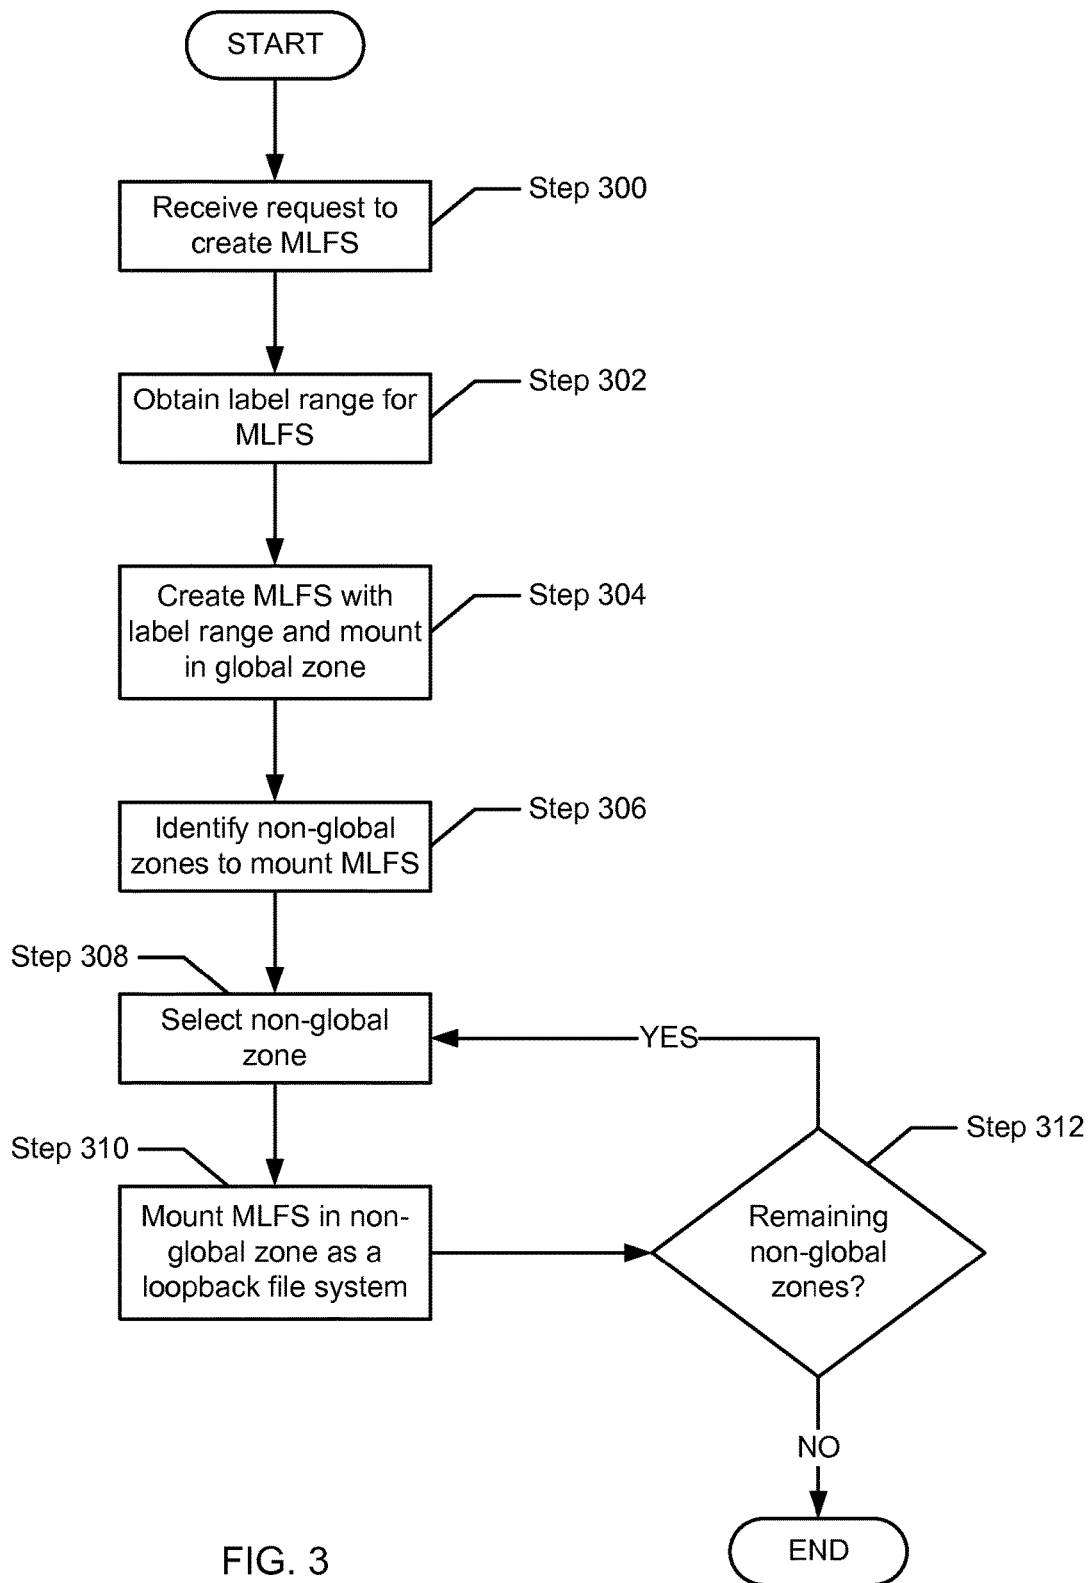 START
Receive request to
create MLFS
Step 300
Obtain label range for
MLFS
Step 302
Create MLFS with
label range and mount
in global zone
Step 304
Identify non-global
zones to mount MLFS
Step 306
Step 308
Select non-global
zone
YES
Step 310
Mount MLFS in non-
global zone as a
loopback file system
Step 312
Remaining
non-global
zones?
NO
END
FIG. 3